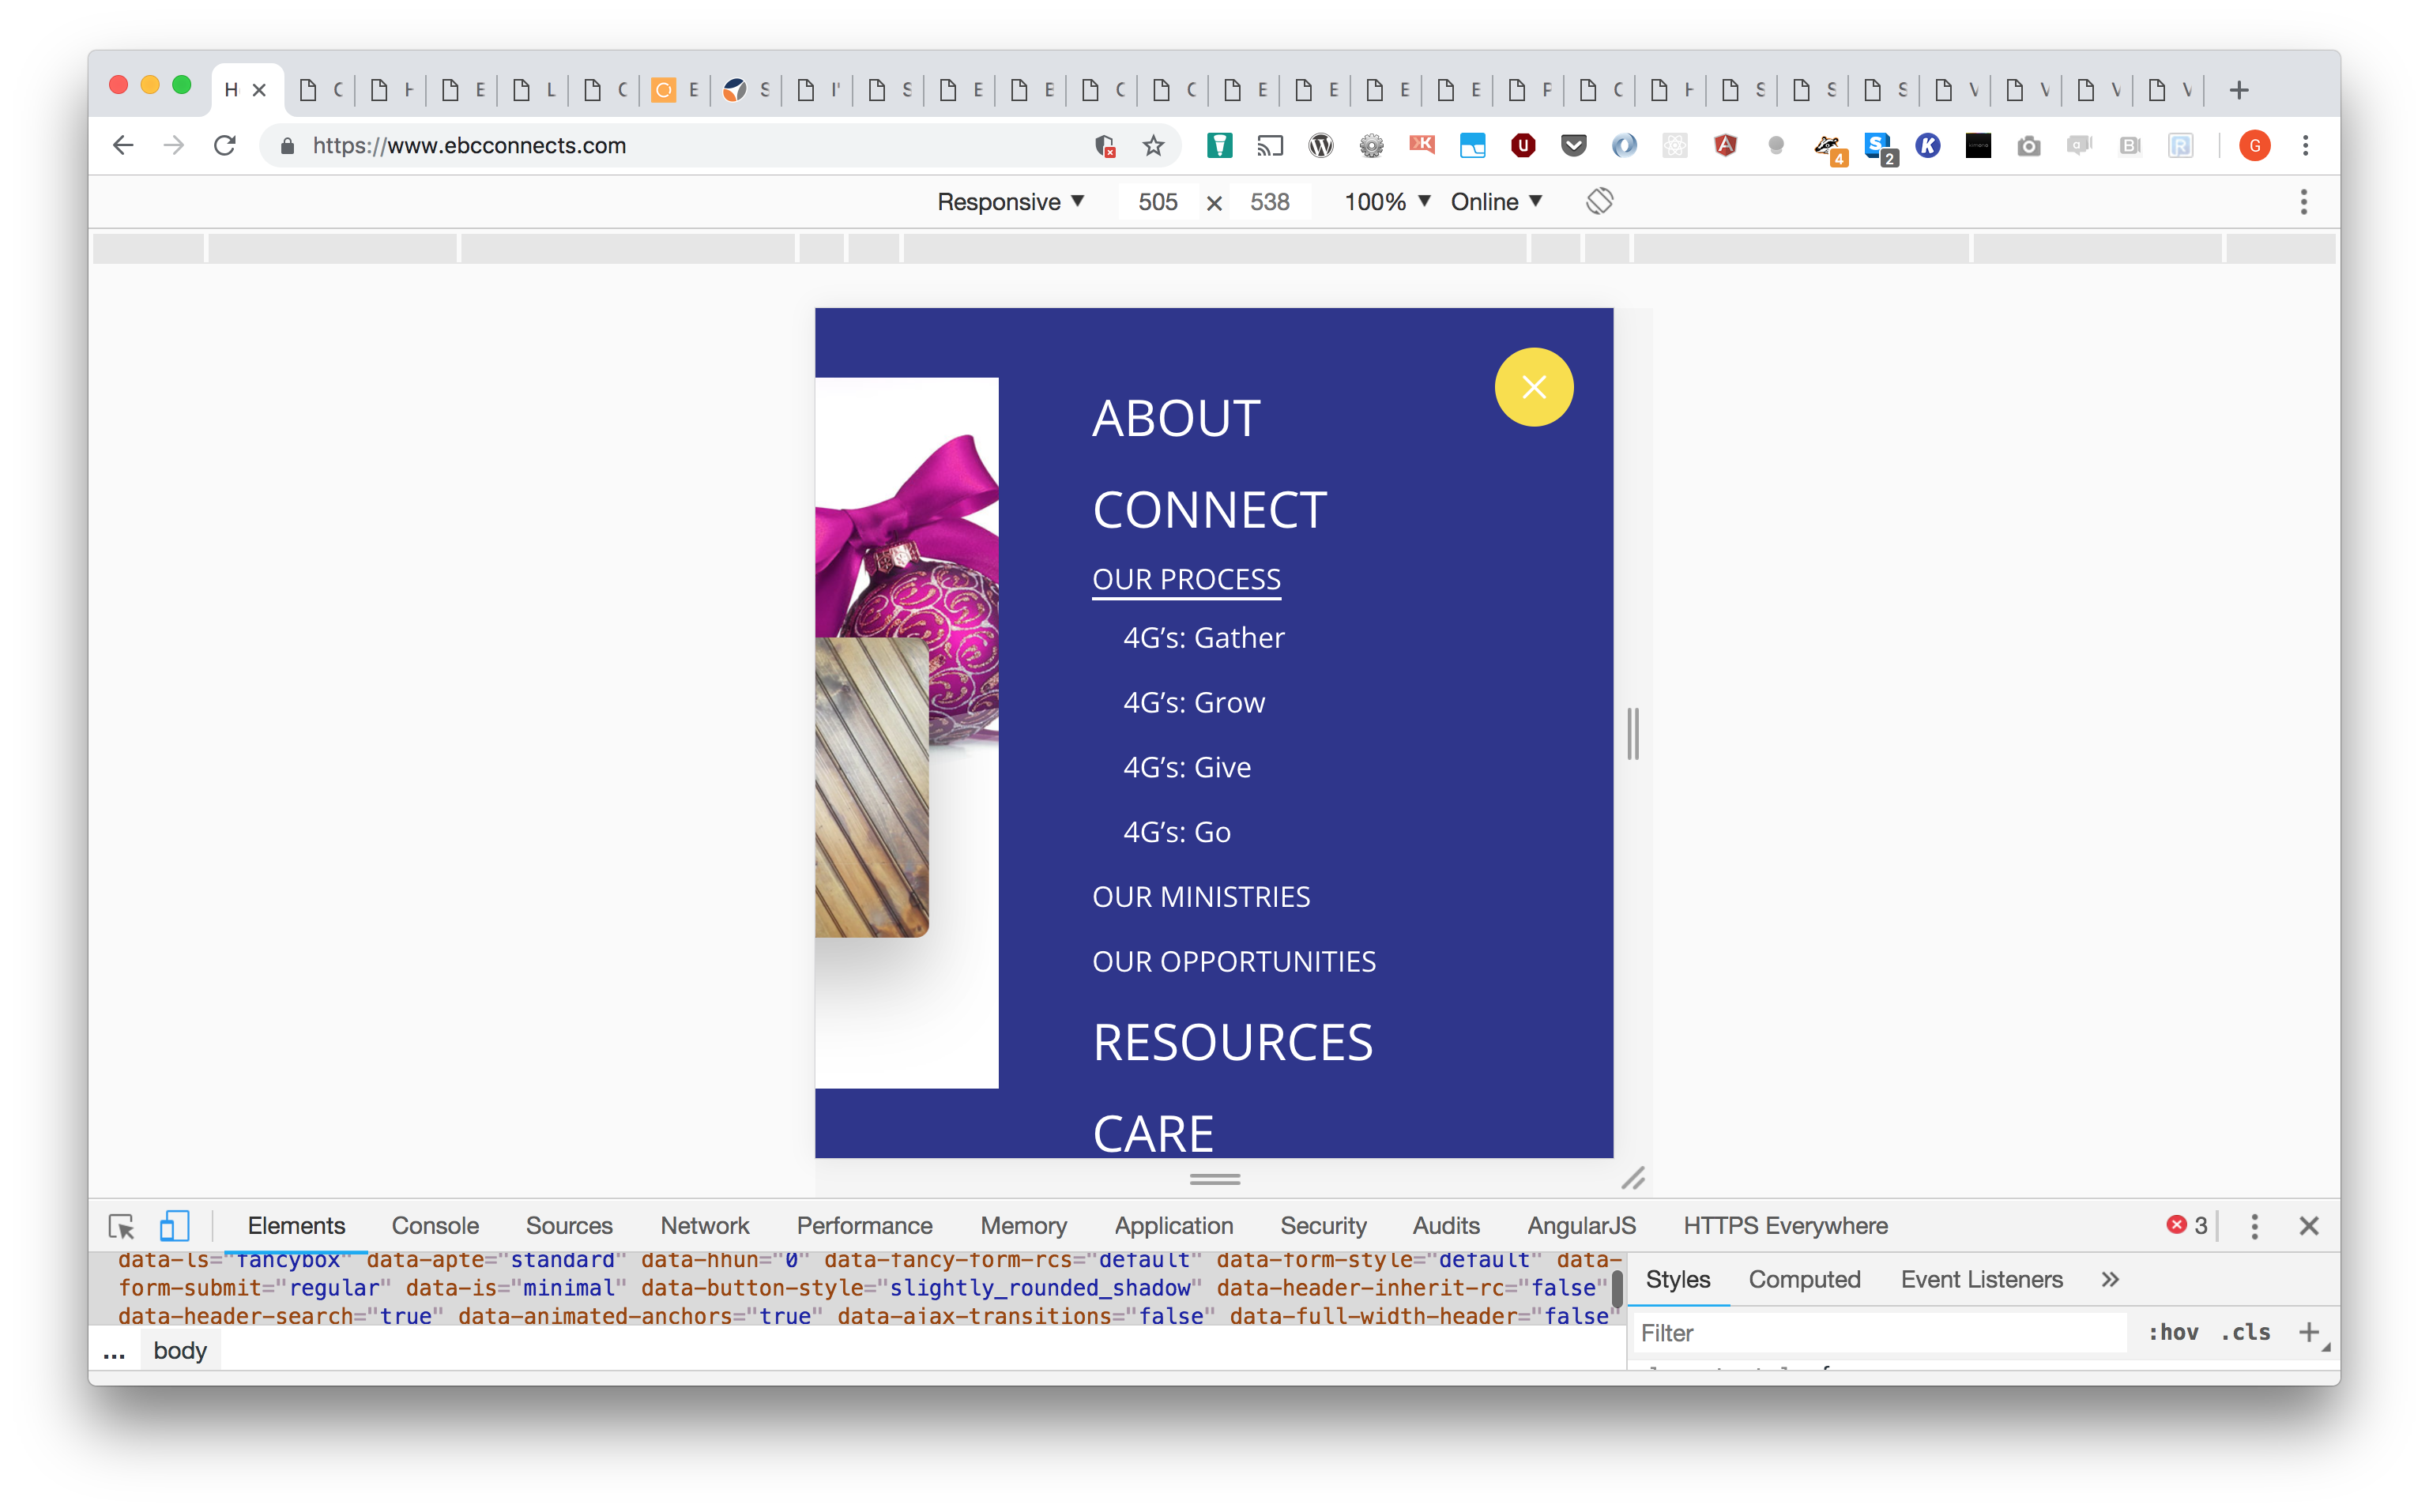 H
C
H
E
L
C
E
S
I'
S
E
E
C
C
E
E
E
E
P
C
H
S
S
S
V
V
V
V
https://www.ebcconnects.com
4
2
G
Responsive 505 × 538 100% Online
ABOUT
CONNECT
OUR PROCESS
4G’s: Gather
4G’s: Grow
4G’s: Give
4G’s: Go
OUR MINISTRIES
OUR OPPORTUNITIES
RESOURCES
CARE
Elements Console Sources Network Performance Memory Application Security Audits AngularJS HTTPS Everywhere 3
data-ls="fancybox" data-apte="standard" data-hhun="0" data-fancy-form-rcs="default" data-form-style="default" data-
form-submit="regular" data-is="minimal" data-button-style="slightly_rounded_shadow" data-header-inherit-rc="false"
data-header-search="true" data-animated-anchors="true" data-ajax-transitions="false" data-full-width-header="false"
... body
Styles Computed Event Listeners »
Filter :hov .cls +